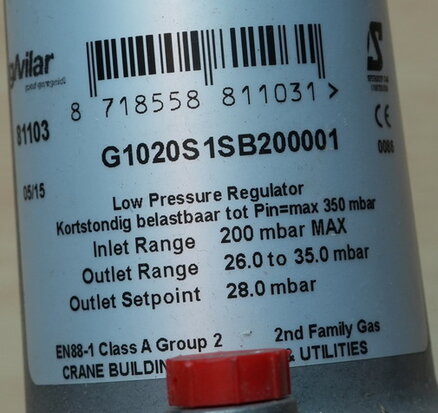 8 718558 811031 >
81103
CE
0086
G1020S1SB200001
05/15
Low Pressure Regulator
Kortstondig belastbaar tot Pin=max 350 mbar
Inlet Range 200 mbar MAX
Outlet Range 26.0 to 35.0 mbar
Outlet Setpoint 28.0 mbar
EN88-1 Class A Group 2 2nd Family Gas
CRANE BUILDIN & UTILITIES